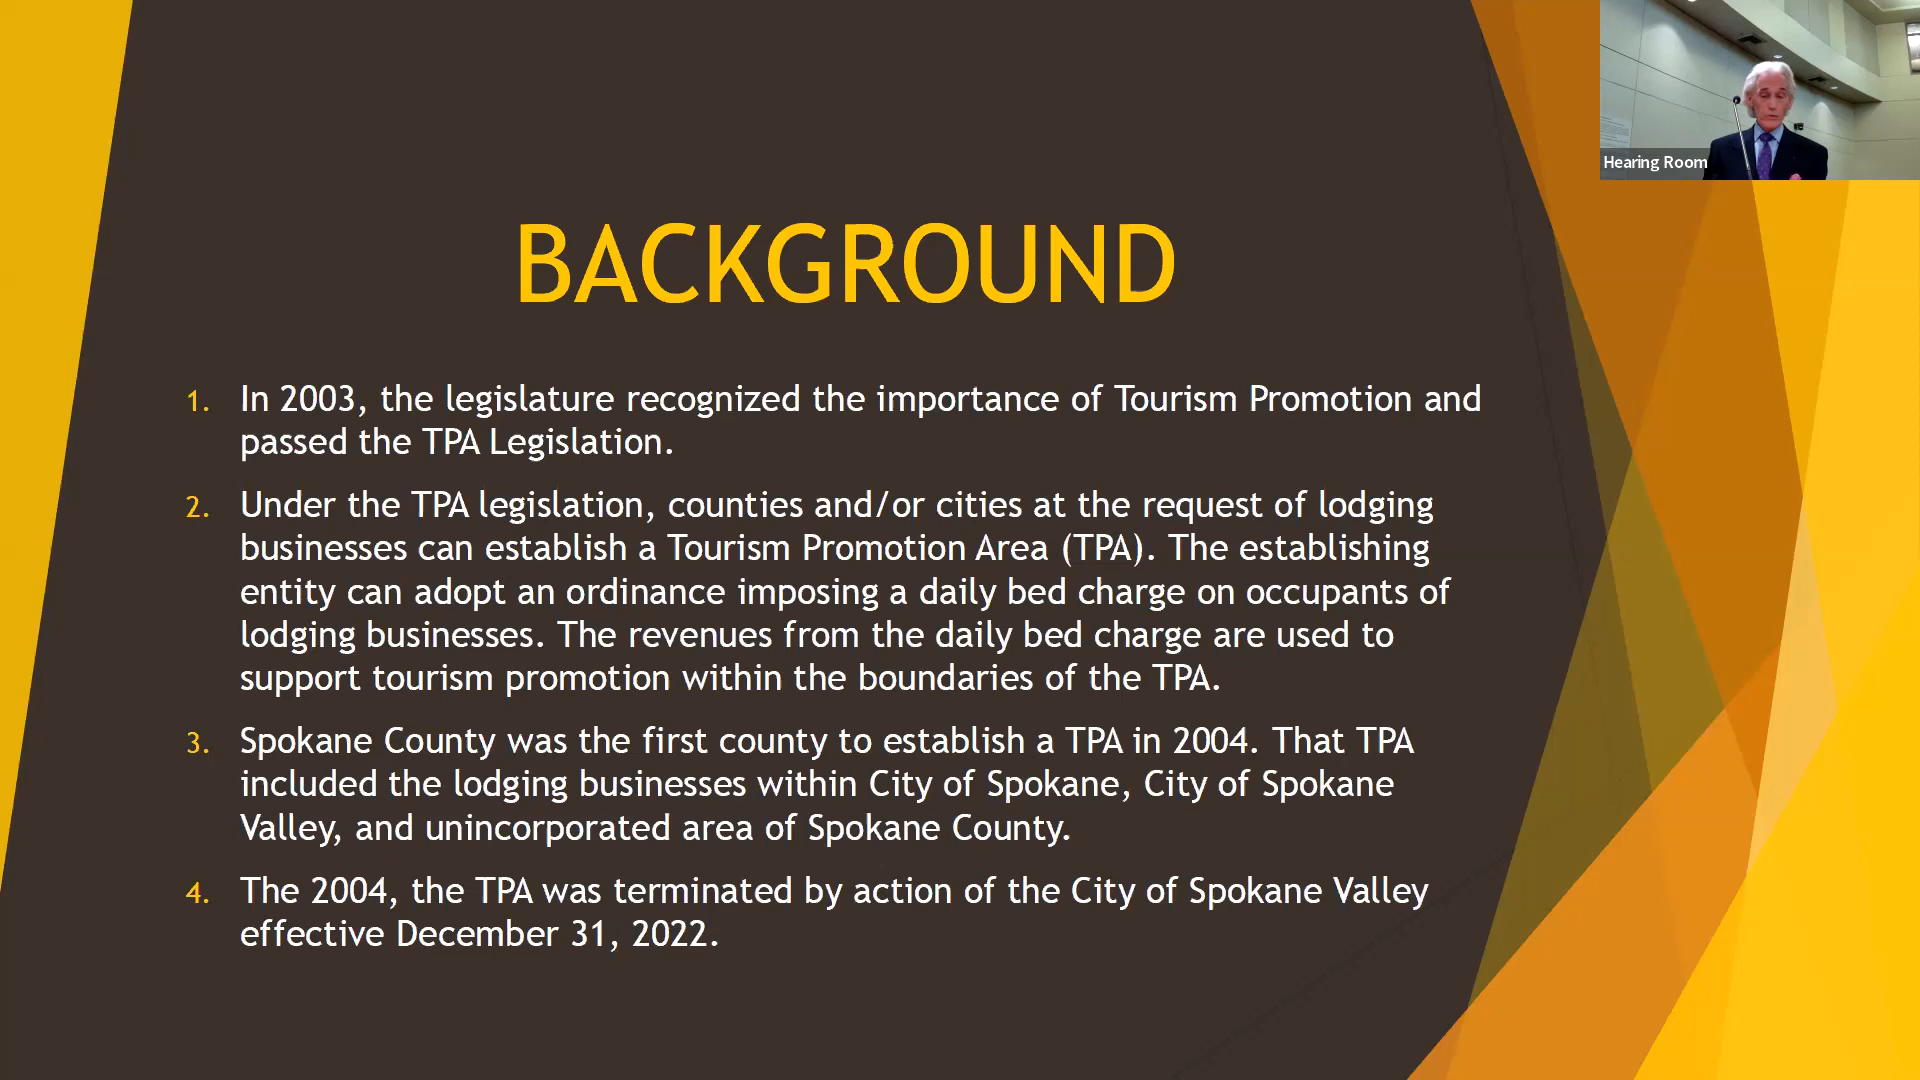 Hearing Room
BACKGROUND
1. In 2003, the legislature recognized the importance of Tourism Promotion and
passed the TPA Legislation.
2. Under the TPA legislation, counties and/or cities at the request of lodging
businesses can establish a Tourism Promotion Area (TPA). The establishing
entity can adopt an ordinance imposing a daily bed charge on occupants of
lodging businesses. The revenues from the daily bed charge are used to
support tourism promotion within the boundaries of the TPA.
3. Spokane County was the first county to establish a TPA in 2004. That TPA
included the lodging businesses within City of Spokane, City of Spokane
Valley, and unincorporated area of Spokane County.
4. The 2004, the TPA was terminated by action of the City of Spokane Valley
effective December 31, 2022.